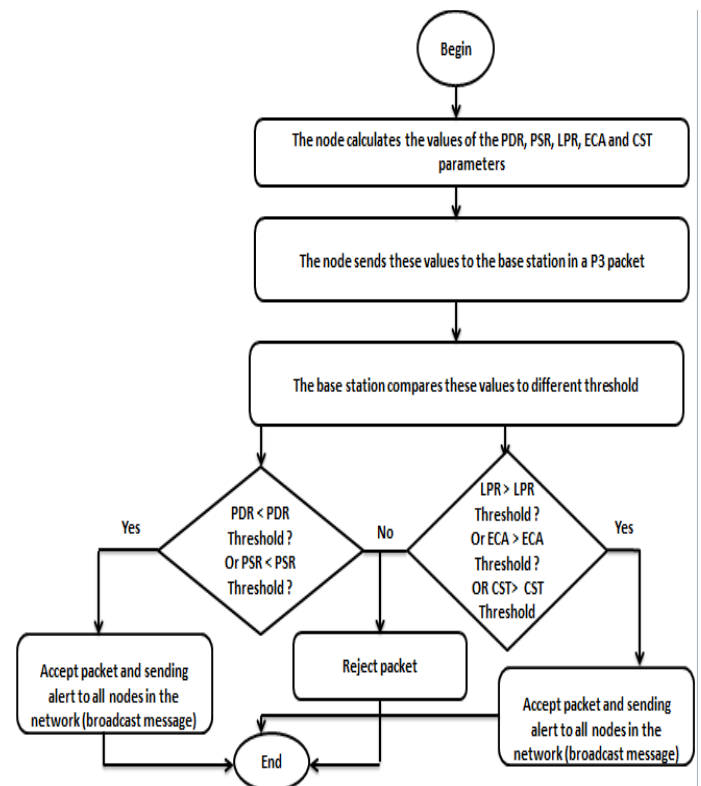 Begin
The node calculates the values of the PDR, PSR, LPR, ECA and CST
parameters
The node sends these values to the base station in a P3 packet
The base station compares these values to different threshold
PDR < PDR
Threshold ?
Or PSR < PSR
Threshold ?
LPR > LPR
Threshold ?
Or ECA > ECA
Threshold ?
OR CST> CST
Threshold
Yes
No
Yes
Accept packet and sending
alert to all nodes in the
network (broadcast message)
Reject packet
Accept packet and sending
alert to all nodes in the
network (broadcast message)
End